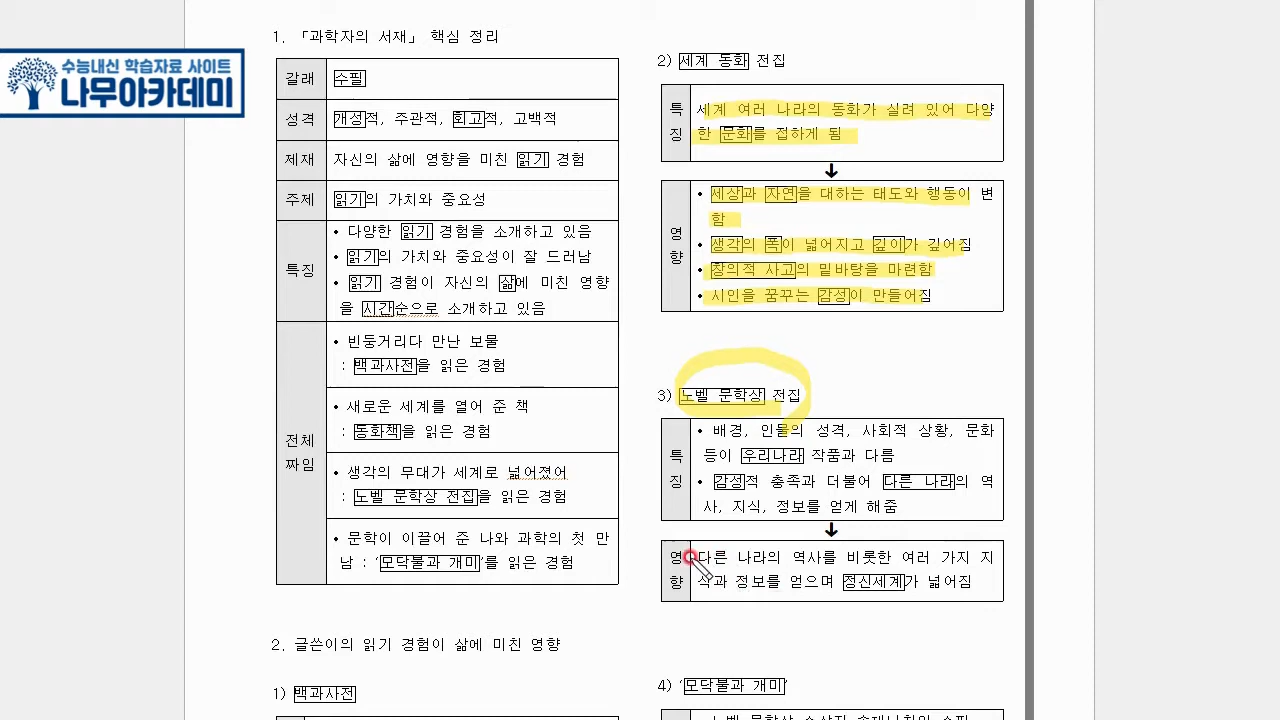 수능내신 학습자료 사이트
나무아카데미
1. 「과학자의 서재」 핵심 정리
갈래 수필
성격 개성적, 주관적, 회고적, 고백적
제재 자신의 삶에 영향을 미친 읽기 경험
주제 읽기의 가치와 중요성
특징
• 다양한 읽기 경험을 소개하고 있음
• 읽기의 가치와 중요성이 잘 드러남
• 읽기 경험이 자신의 삶에 미친 영향
을 시간순으로 소개하고 있음
전체
짜임
• 빈둥거리다 만난 보물
: 백과사전을 읽은 경험
• 새로운 세계를 열어 준 책
: 동화책을 읽은 경험
• 생각의 무대가 세계로 넓어졌어
: 노벨 문학상 전집을 읽은 경험
• 문학이 이끌어 준 나와 과학의 첫 만
남 : ‘모닥불과 개미’를 읽은 경험
2. 글쓴이의 읽기 경험이 삶에 미친 영향
1) 백과사전
2) 세계 동화 전집
특
징
세계 여러 나라의 동화가 실려 있어 다양
한 문화를 접하게 됨
영
향
• 세상과 자연을 대하는 태도와 행동이 변
함
• 생각의 폭이 넓어지고 깊이가 깊어짐
• 창의적 사고의 밑바탕을 마련함
• 시인을 꿈꾸는 감성이 만들어짐
3) 노벨 문학상 전집
특
징
• 배경, 인물의 성격, 사회적 상황, 문화
등이 우리나라 작품과 다름
• 감성적 충족과 더불어 다른 나라의 역
사, 지식, 정보를 얻게 해줌
영
향
다른 나라의 역사를 비롯한 여러 가지 지
식과 정보를 얻으며 정신세계가 넓어짐
4) ‘모닥불과 개미’